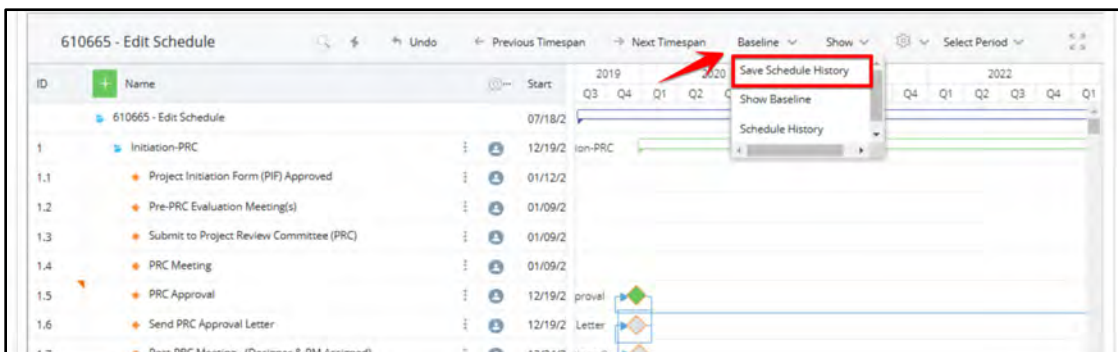 610665 - Edit Schedule Undo ← Previous Timespan → Next Timespan Baseline Show Select Period
ID + Name Start 2019 2020 2022
Q3 Q4 Q1 Q2 Q4 Q1 Q2 Q3 Q4 Q1
Save Schedule History
Show Baseline
Schedule History
610665 - Edit Schedule 07/18/2
1 Initiation-PRC 12/19/2 ion-PRC
1.1 Project Initiation Form (PIF) Approved 01/12/2
1.2 Pre-PRC Evaluation Meeting(s) 01/09/2
1.3 Submit to Project Review Committee (PRC) 01/09/2
1.4 PRC Meeting 01/09/2
1.5 PRC Approval 12/19/2 proval
1.6 Send PRC Approval Letter 12/19/2 Letter